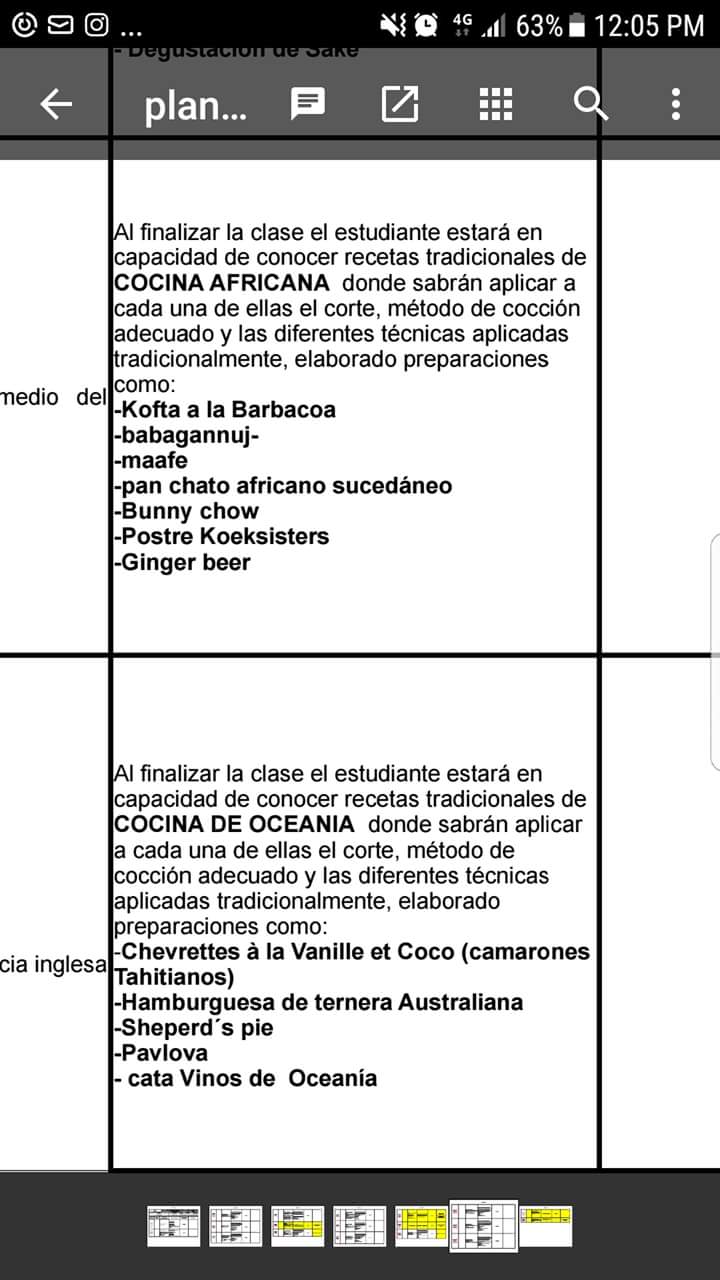 ... 4G 63% 12:05 PM
- Degustación de Sake
plan...
Al finalizar la clase el estudiante estará en
capacidad de conocer recetas tradicionales de
COCINA AFRICANA donde sabrán aplicar a
cada una de ellas el corte, método de cocción
adecuado y las diferentes técnicas aplicadas
tradicionalmente, elaborado preparaciones
como:
medio del
-Kofta a la Barbacoa
-babagannuj-
-maafe
-pan chato africano sucedáneo
-Bunny chow
-Postre Koeksisters
-Ginger beer
Al finalizar la clase el estudiante estará en
capacidad de conocer recetas tradicionales de
COCINA DE OCEANIA donde sabrán aplicar
a cada una de ellas el corte, método de
cocción adecuado y las diferentes técnicas
aplicadas tradicionalmente, elaborado
preparaciones como:
-Chevrettes à la Vanille et Coco (camarones
cia inglesa
Tahitianos)
-Hamburguesa de ternera Australiana
-Sheperd´s pie
-Pavlova
- cata Vinos de Oceanía